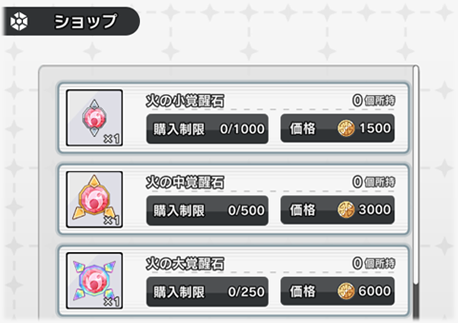 ショップ
火の小覚醒石 0個所持
×1 購入制限 0/1000 価格 1500
火の中覚醒石 0個所持
×1 購入制限 0/500 価格 3000
火の大覚醒石 0個所持
×1 購入制限 0/250 価格 6000